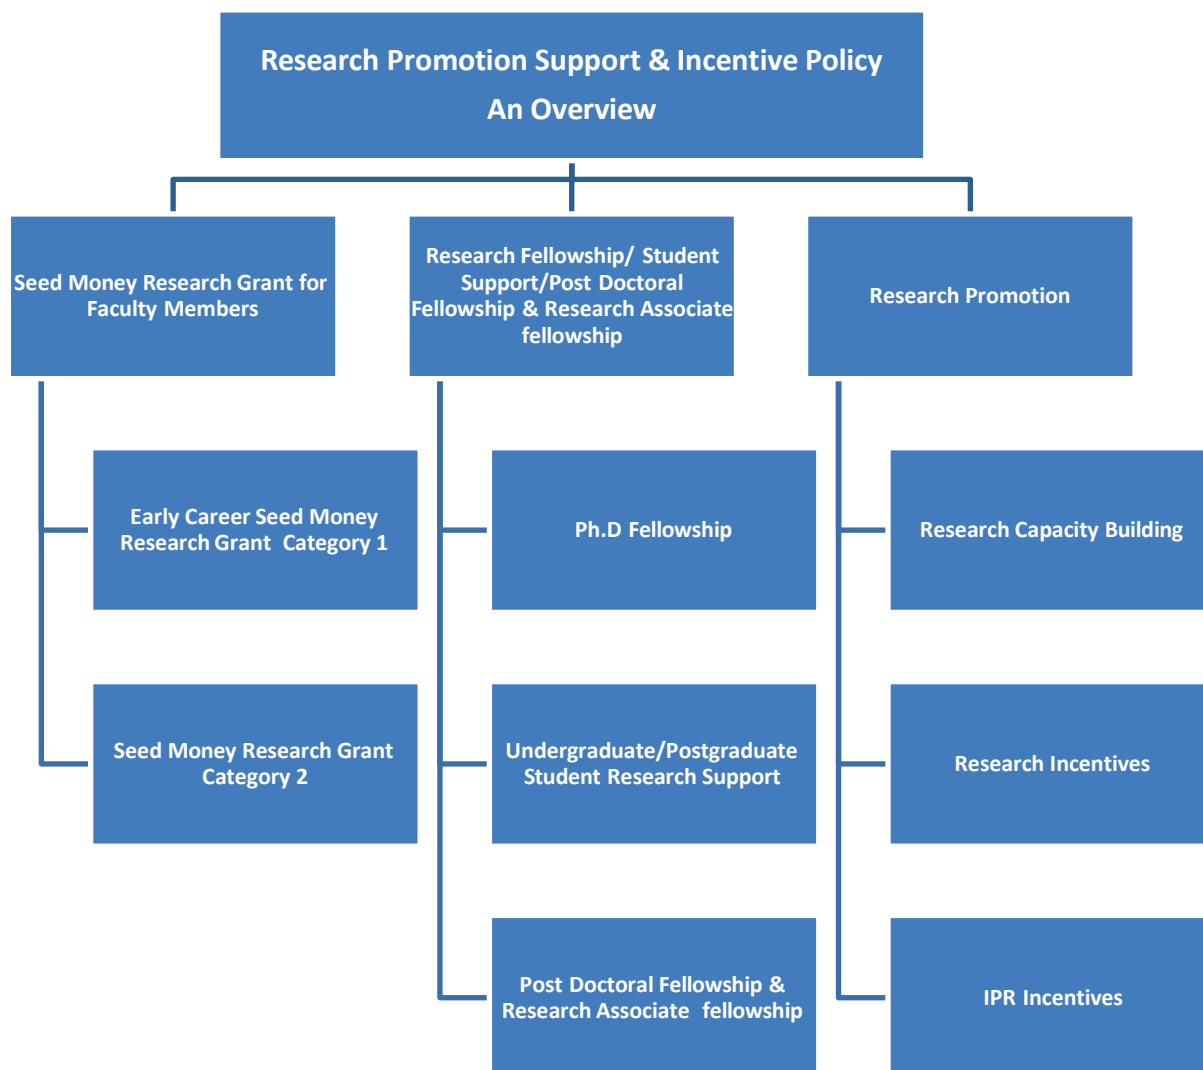 Research Promotion Support & Incentive Policy
An Overview
Seed Money Research Grant for
Faculty Members
Research Fellowship/ Student
Support/Post Doctoral
Fellowship & Research Associate
fellowship
Research Promotion
Early Career Seed Money
Research Grant Category 1
Seed Money Research Grant
Category 2
Ph.D Fellowship
Undergraduate/Postgraduate
Student Research Support
Post Doctoral Fellowship &
Research Associate fellowship
Research Capacity Building
Research Incentives
IPR Incentives